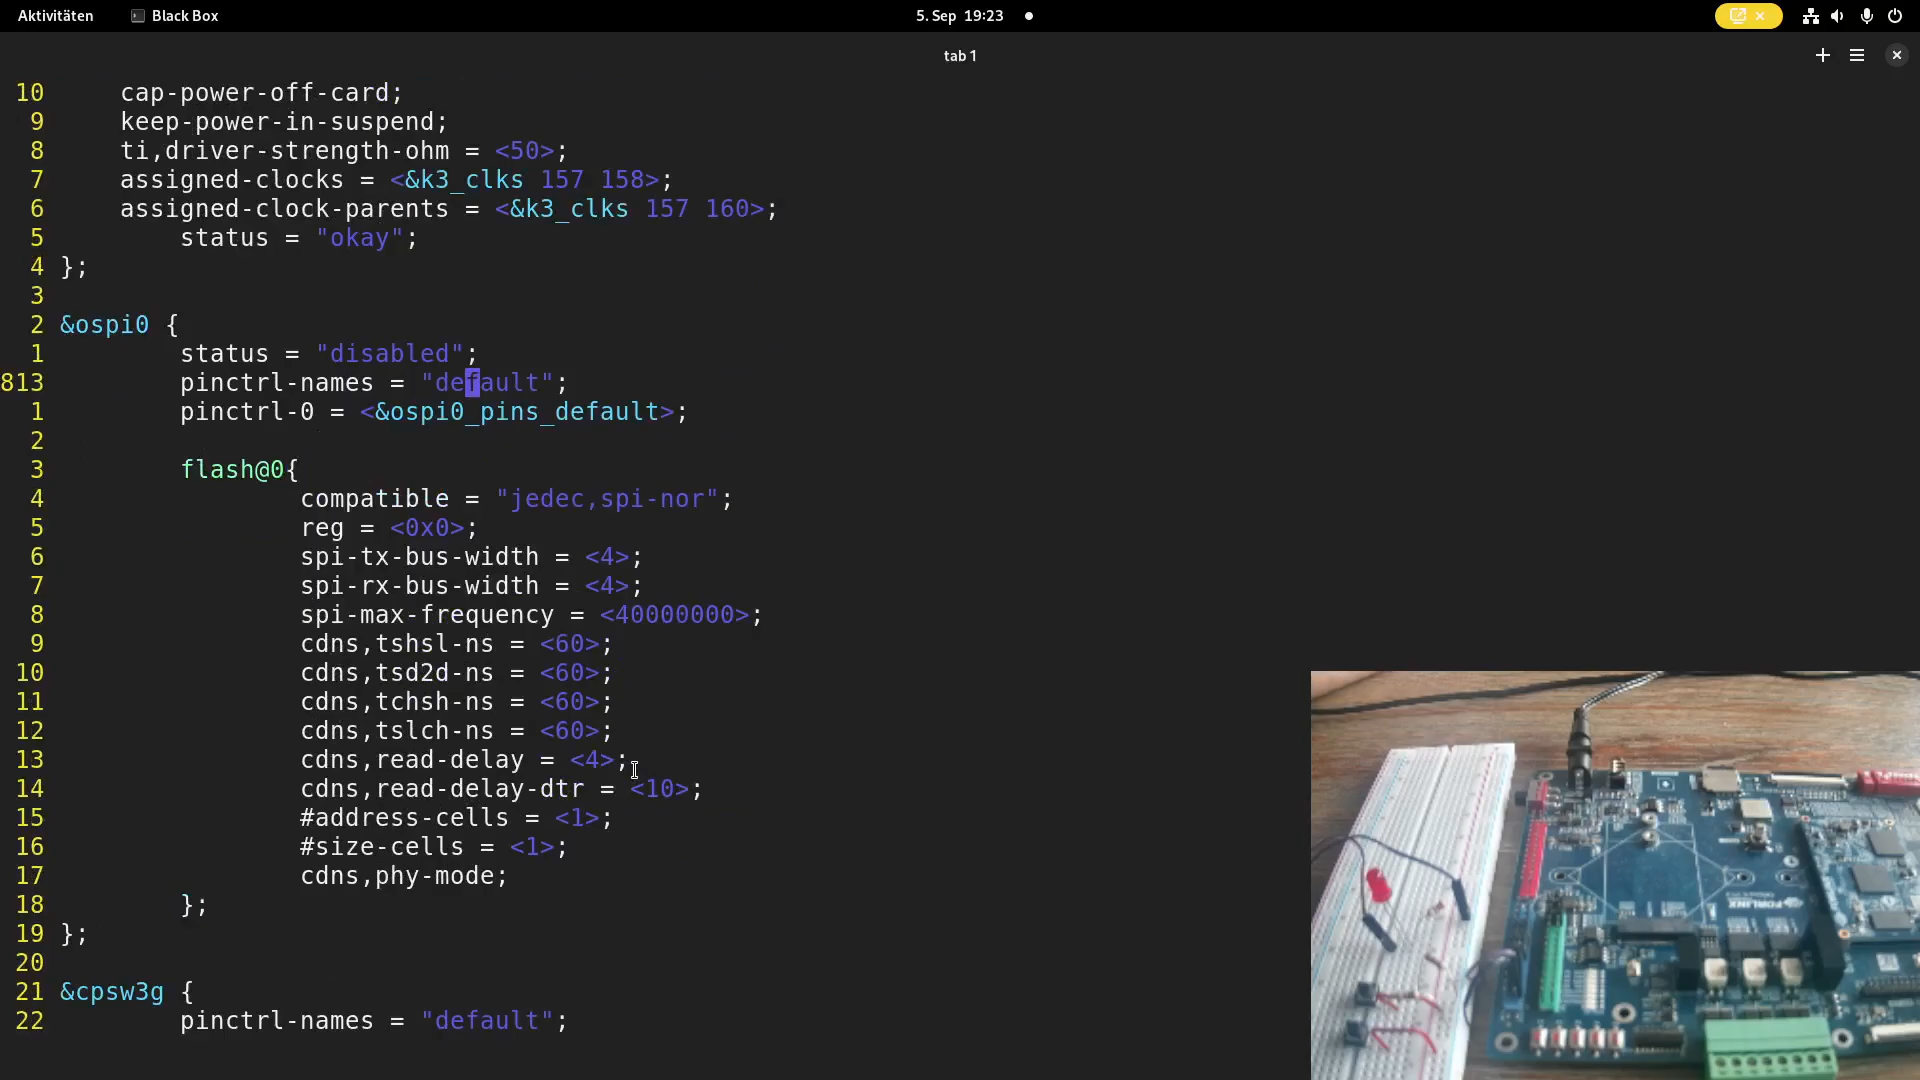 Aktivitäten
Black Box
5. Sep 19:23
tab 1
10 cap-power-off-card;
9 keep-power-in-suspend;
8 ti,driver-strength-ohm = <50>;
7 assigned-clocks = <&k3_clks 157 158>;
6 assigned-clock-parents = <&k3_clks 157 160>;
5 status = "okay";
4 };
3
2 &ospi0 {
1 status = "disabled";
813 pinctrl-names = "default";
1 pinctrl-0 = <&ospi0_pins_default>;
2
3 flash@0{
4 compatible = "jedec,spi-nor";
5 reg = <0x0>;
6 spi-tx-bus-width = <4>;
7 spi-rx-bus-width = <4>;
8 spi-max-frequency = <40000000>;
9 cdns,tshsl-ns = <60>;
10 cdns,tsd2d-ns = <60>;
11 cdns,tchsh-ns = <60>;
12 cdns,tslch-ns = <60>;
13 cdns,read-delay = <4>;
14 cdns,read-delay-dtr = <10>;
15 #address-cells = <1>;
16 #size-cells = <1>;
17 cdns,phy-mode;
18 };
19 };
20
21 &cpsw3g {
22 pinctrl-names = "default";
FORLINX